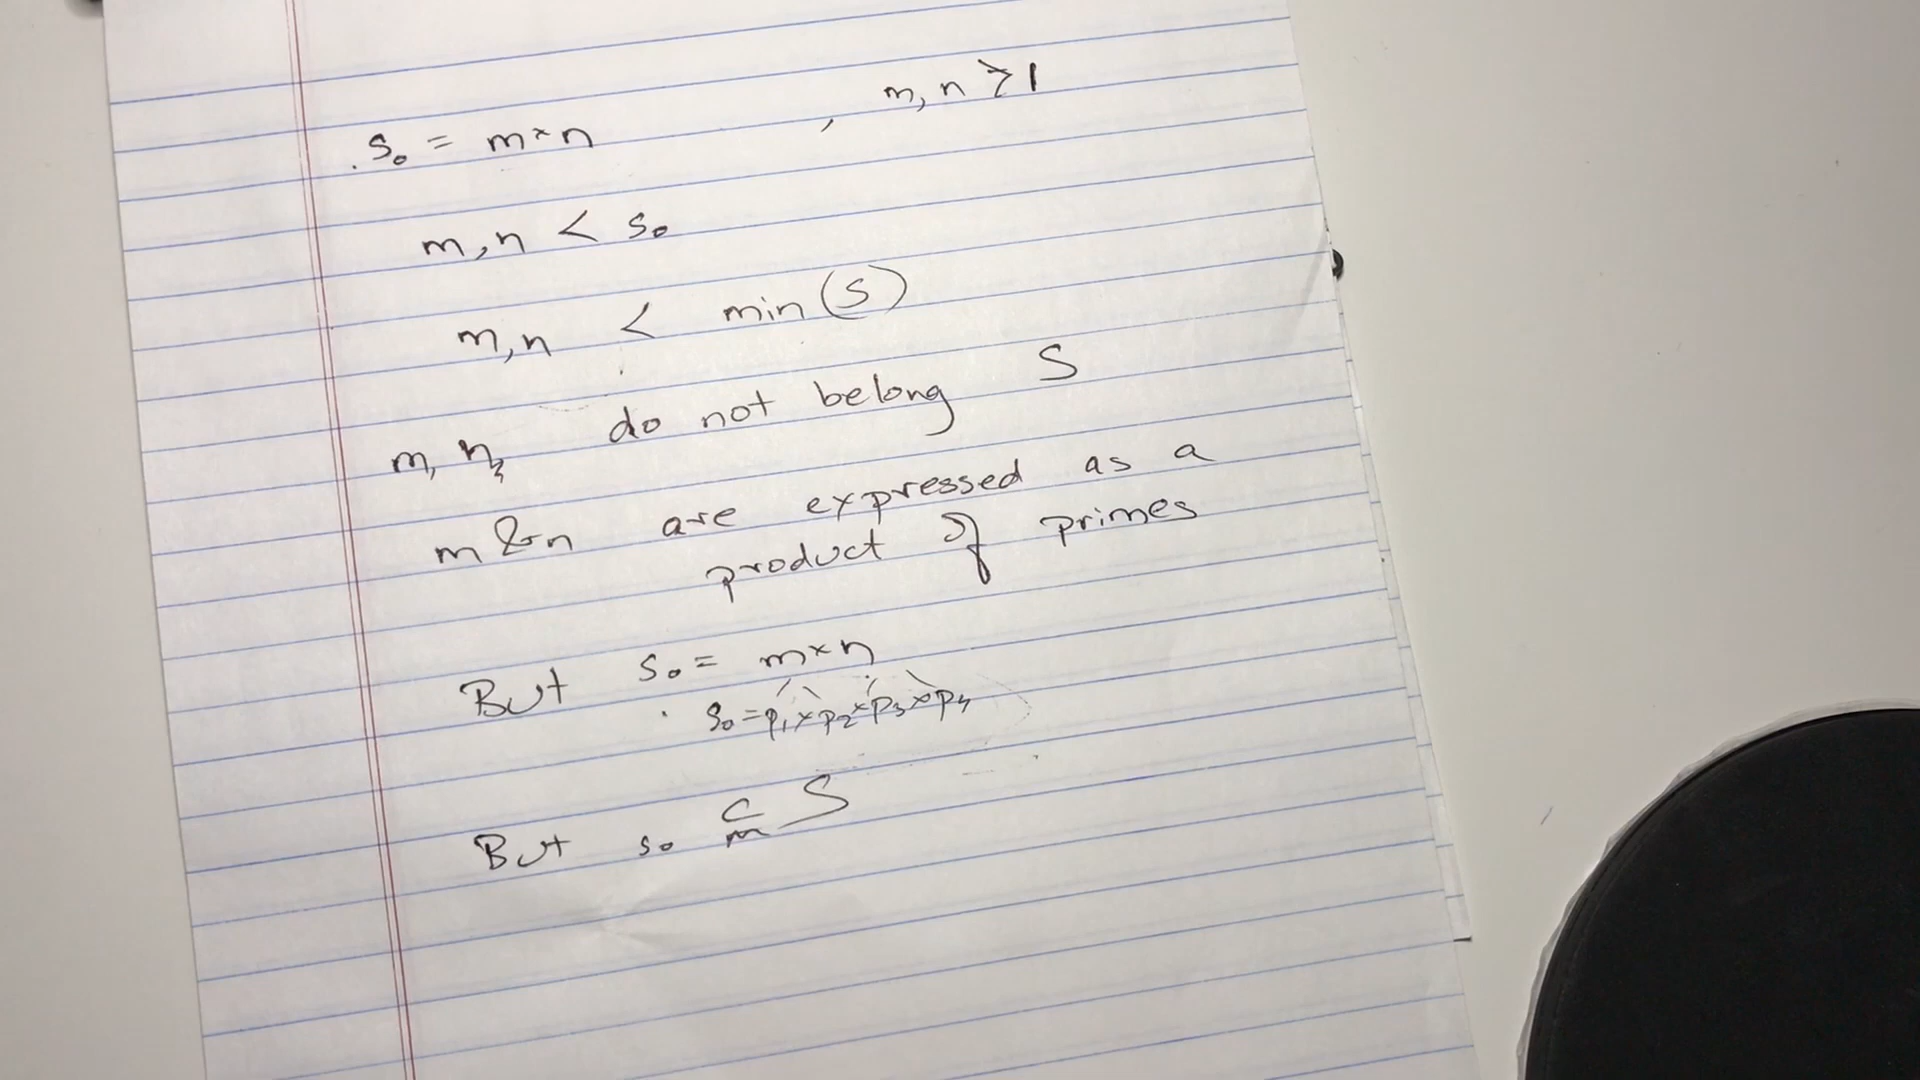 s₀ = m × n , m, n > 1
m, n < s₀
m, n < min (S)
m, n, do not belong S
m & n are expressed as a
product of primes
But s₀ = m × n
s₀ = p₁ × p₂ × p₃ × p₄
But s₀ S